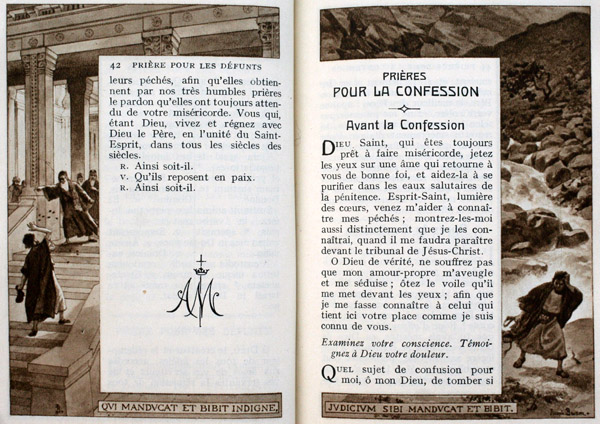 42 PRIÈRE POUR LES DÉFUNTS
leurs péchés, afin qu'elles obtien-
nent par nos très humbles prières
le pardon qu'elles ont toujours atten-
du de votre miséricorde. Vous qui,
étant Dieu, vivez et régnez avec
Dieu le Père, en l'unité du Saint-
Esprit, dans tous les siècles des
siècles.
R. Ainsi soit-il.
V. Qu'ils reposent en paix.
R. Ainsi soit-il.
AM
QVI MANDVCAT ET BIBIT INDIGNE,
PRIÈRES
POUR LA CONFESSION
Avant la Confession
DIEU Saint, qui êtes toujours
prêt à faire miséricorde, jetez
les yeux sur une âme qui retourne à
vous de bonne foi, et aidez-la à se
purifier dans les eaux salutaires de
la pénitence. Esprit-Saint, lumière
des cœurs, venez m'aider à connaî-
tre mes péchés ; montrez-les-moi
aussi distinctement que je les con-
naîtrai, quand il me faudra paraître
devant le tribunal de Jésus-Christ.
O Dieu de vérité, ne souffrez pas
que mon amour-propre m'aveugle
et me séduise ; ôtez le voile qu'il
me met devant les yeux ; afin que
je me fasse connaître à celui qui
tient ici votre place comme je suis
connu de vous.
Examinez votre conscience. Témoi-
gnez à Dieu votre douleur.
QUEL sujet de confusion pour
moi, ô mon Dieu, de tomber si
JVDICIVM SIBI MANDVCAT ET BIBIT.